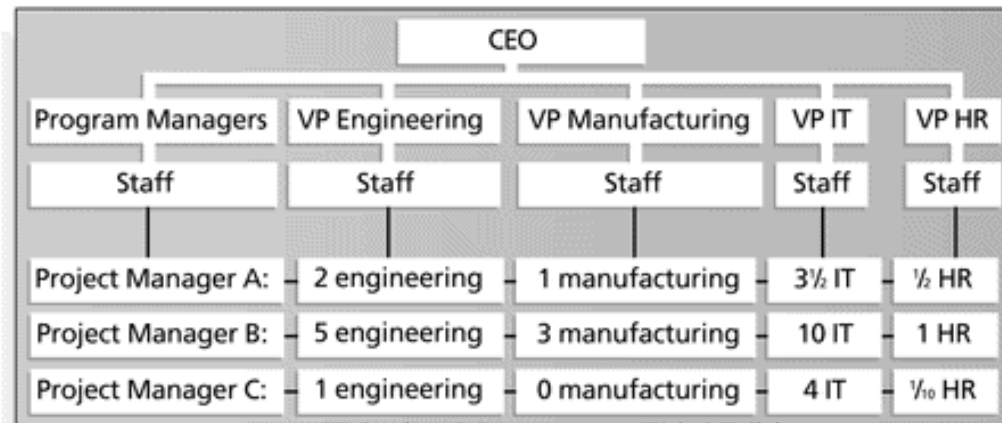 CEO
Program Managers VP Engineering VP Manufacturing VP IT VP HR
Staff Staff Staff Staff Staff
Project Manager A: 2 engineering 1 manufacturing 3½ IT ½ HR
Project Manager B: 5 engineering 3 manufacturing 10 IT 1 HR
Project Manager C: 1 engineering 0 manufacturing 4 IT ⅒ HR